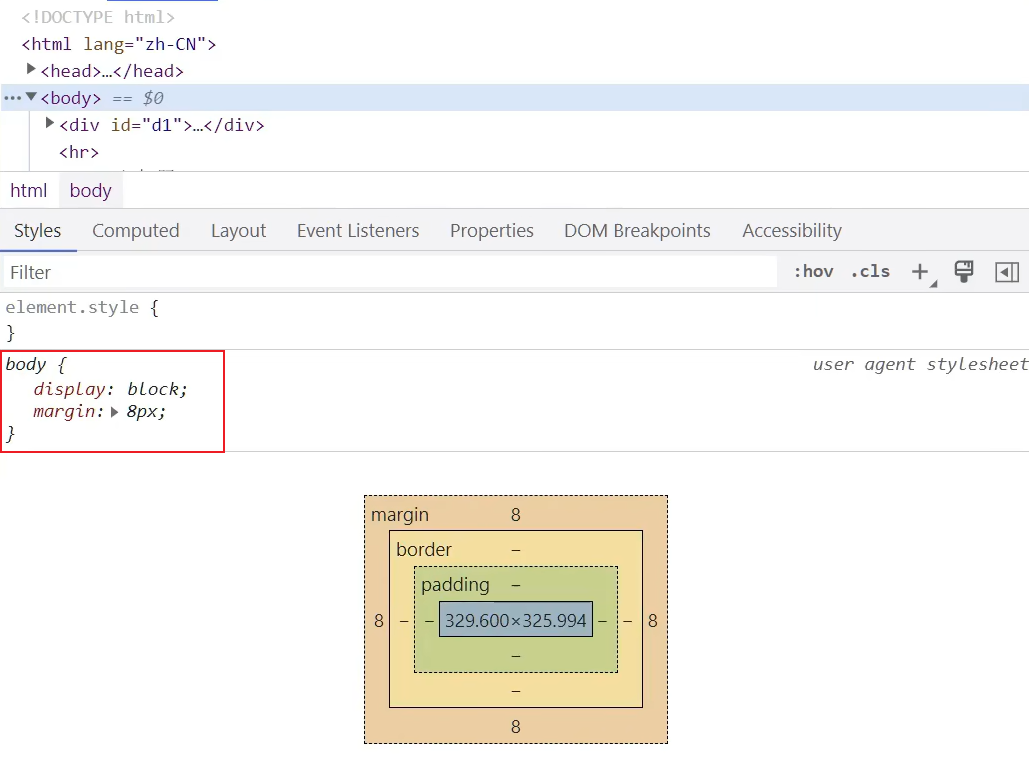 <!DOCTYPE html>
<html lang="zh-CN">
<head>…</head>
<body> == $0
<div id="d1">…</div>
<hr>
html body
Styles Computed Layout Event Listeners Properties DOM Breakpoints Accessibility
Filter :hov .cls +
element.style {
}
body { user agent stylesheet
display: block;
margin: 8px;
}
margin 8
border –
padding –
8 – – 329.600×325.994 – – 8
–
–
8